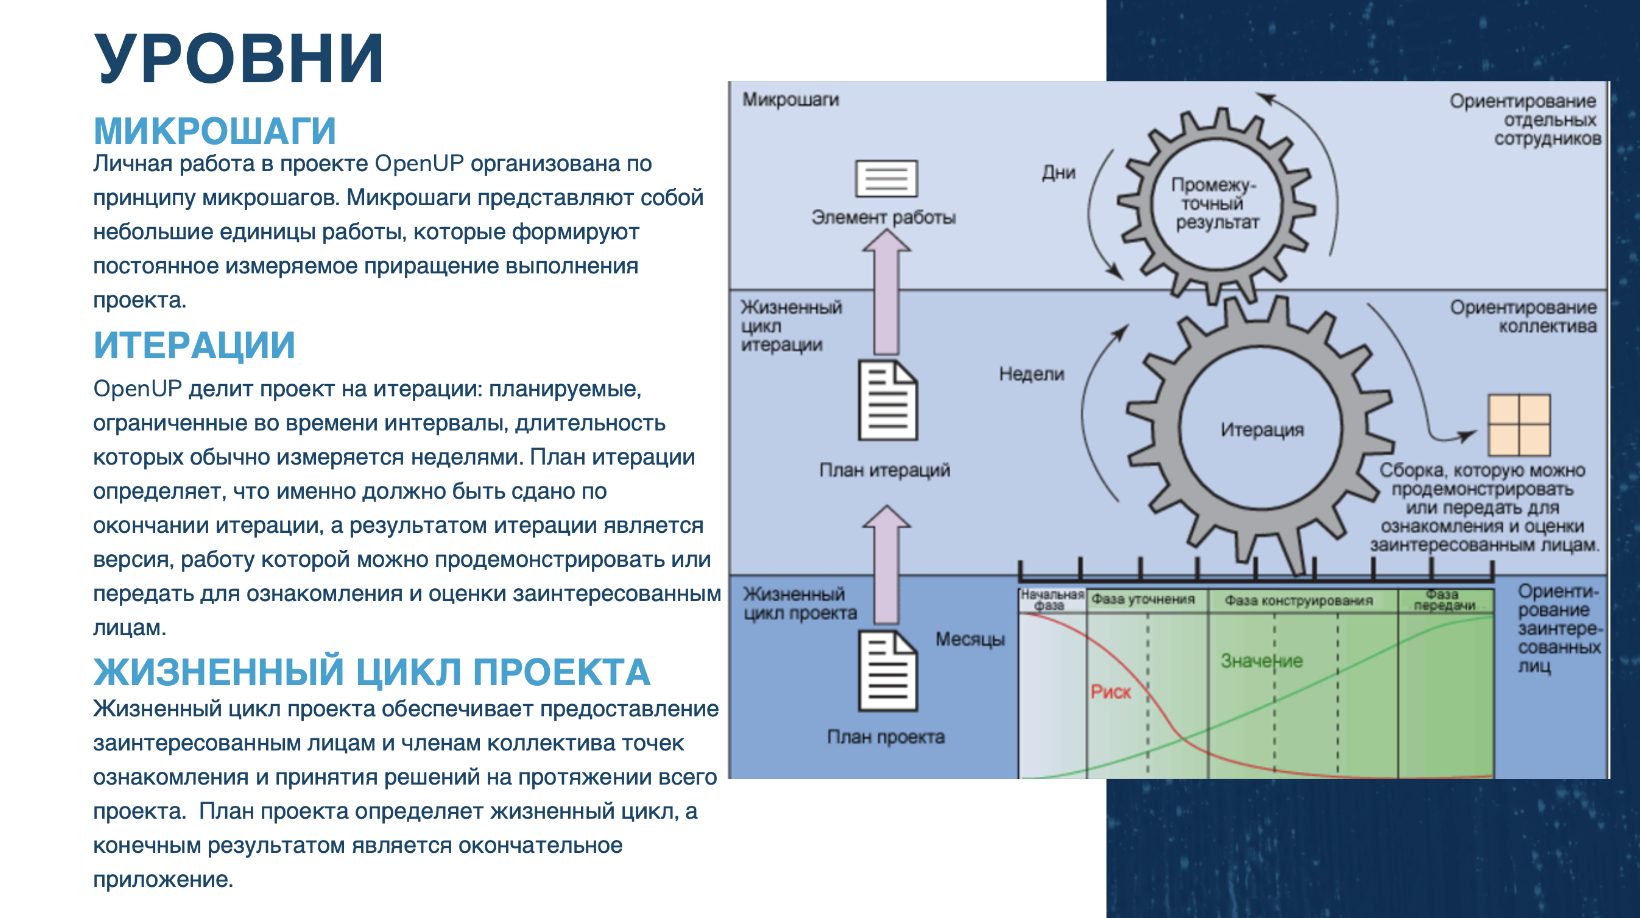 УРОВНИ
МИКРОШАГИ
Личная работа в проекте OpenUP организована по
принципу микрошагов. Микрошаги представляют собой
небольшие единицы работы, которые формируют
постоянное измеряемое приращение выполнения
проекта.
ИТЕРАЦИИ
OpenUP делит проект на итерации: планируемые,
ограниченные во времени интервалы, длительность
которых обычно измеряется неделями. План итерации
определяет, что именно должно быть сдано по
окончании итерации, а результатом итерации является
версия, работу которой можно продемонстрировать или
передать для ознакомления и оценки заинтересованным
лицам.
ЖИЗНЕННЫЙ ЦИКЛ ПРОЕКТА
Жизненный цикл проекта обеспечивает предоставление
заинтересованным лицам и членам коллектива точек
ознакомления и принятия решений на протяжении всего
проекта. План проекта определяет жизненный цикл, а
конечным результатом является окончательное
приложение.
Микрошаги
Элемент работы
Дни
Промежу-
точный
результат
Ориентирование
отдельных
сотрудников
Жизненный
цикл
итерации
План итераций
Недели
Итерация
Ориентирование
коллектива
Сборка, которую можно
продемонстрировать
или передать для
ознакомления и оценки
заинтересованным лицам.
Жизненный
цикл проекта
План проекта
Месяцы
Начальная
фаза
Фаза уточнения
Фаза конструирования
Фаза
передачи
Риск
Значение
Ориенти-
рование
заинтере-
сованных
лиц